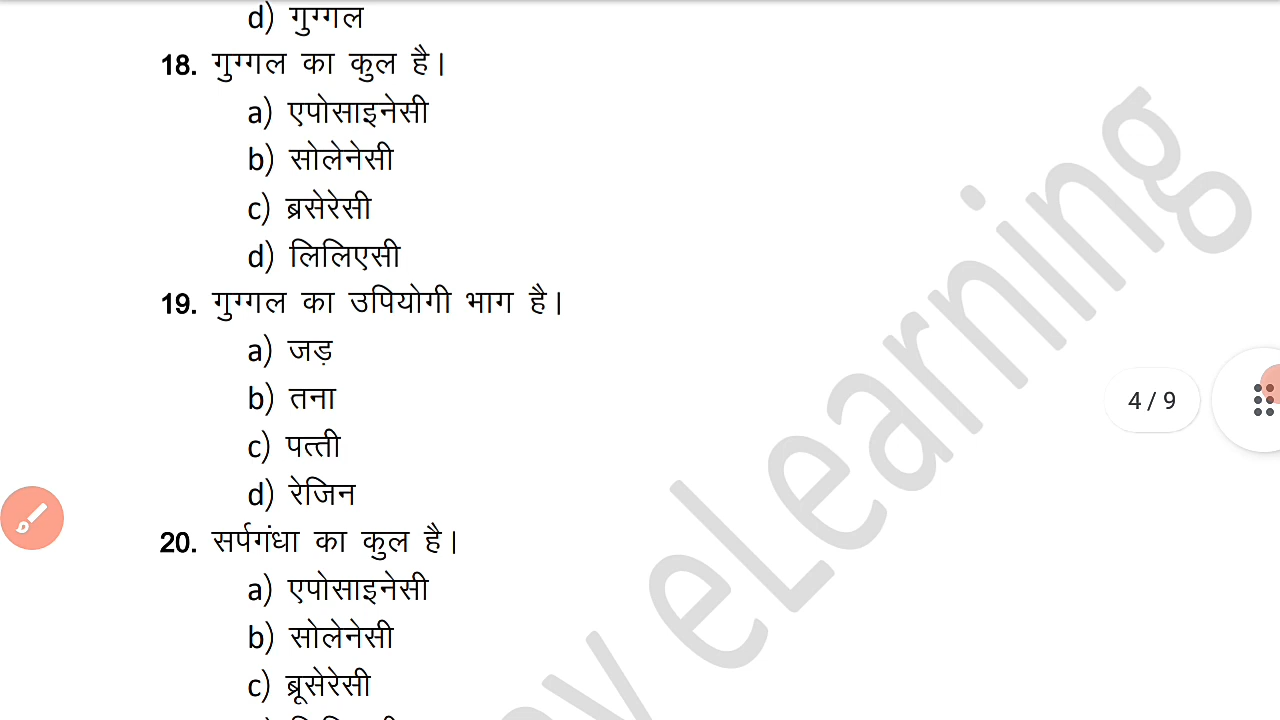 d) गुग्गल
18. गुग्गल का कुल है।
a) एपोसाइनेसी
b) सोलेनेसी
c) ब्रसेरेसी
d) लिलिएसी
19. गुग्गल का उपियोगी भाग है।
a) जड़
b) तना
c) पत्ती
d) रेजिन
4 / 9
20. सर्पगंधा का कुल है।
a) एपोसाइनेसी
b) सोलेनेसी
c) ब्रूसेरेसी
eLearning